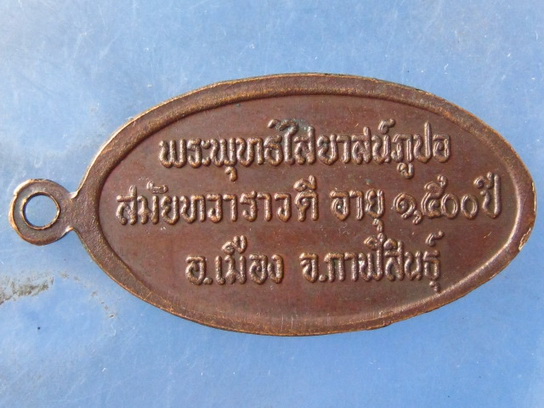 พระพุทธไสยาสน์ภูปอ
สมัยทวาราวดี อายุ ๑,๕๐๐ ปี
อ.เมือง จ.กาฬสินธุ์